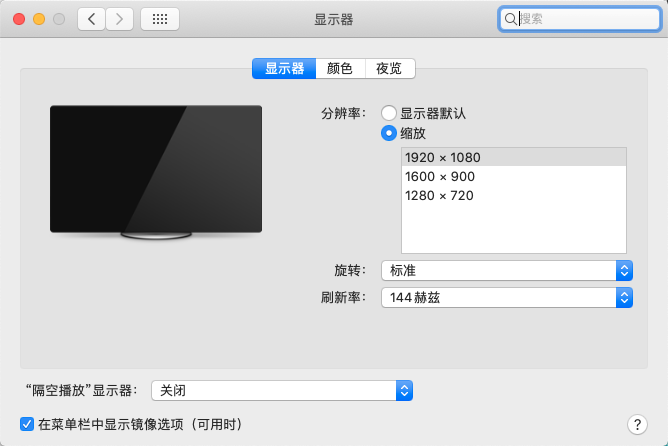 显示器
搜索
显示器 颜色 夜览
分辨率： 显示器默认
缩放
1920 × 1080
1600 × 900
1280 × 720
旋转： 标准
刷新率： 144赫兹
“隔空播放”显示器： 关闭
在菜单栏中显示镜像选项（可用时）
?